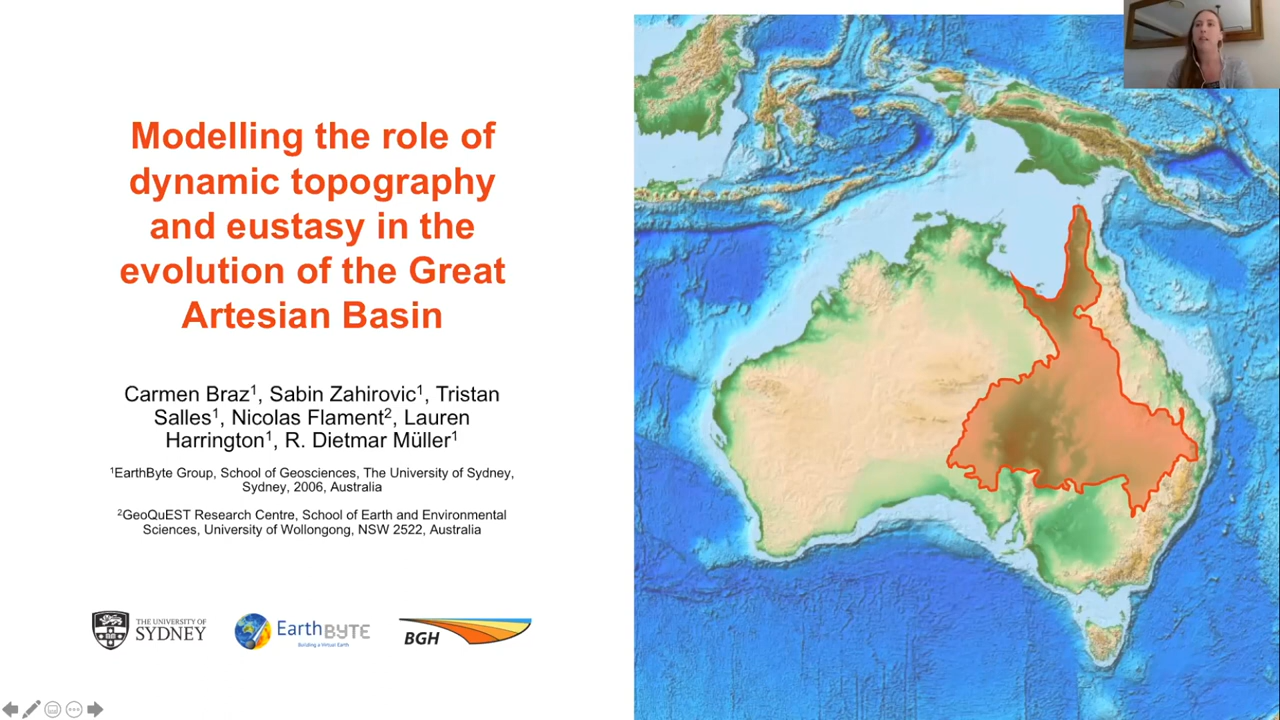 Modelling the role of
dynamic topography
and eustasy in the
evolution of the Great
Artesian Basin
Carmen Braz¹, Sabin Zahirovic¹, Tristan
Salles¹, Nicolas Flament², Lauren
Harrington¹, R. Dietmar Müller¹
¹EarthByte Group, School of Geosciences, The University of Sydney,
Sydney, 2006, Australia
²GeoQuEST Research Centre, School of Earth and Environmental
Sciences, University of Wollongong, NSW 2522, Australia
THE UNIVERSITY OF
SYDNEY
EarthBYTE
Building a Virtual Earth
BGH